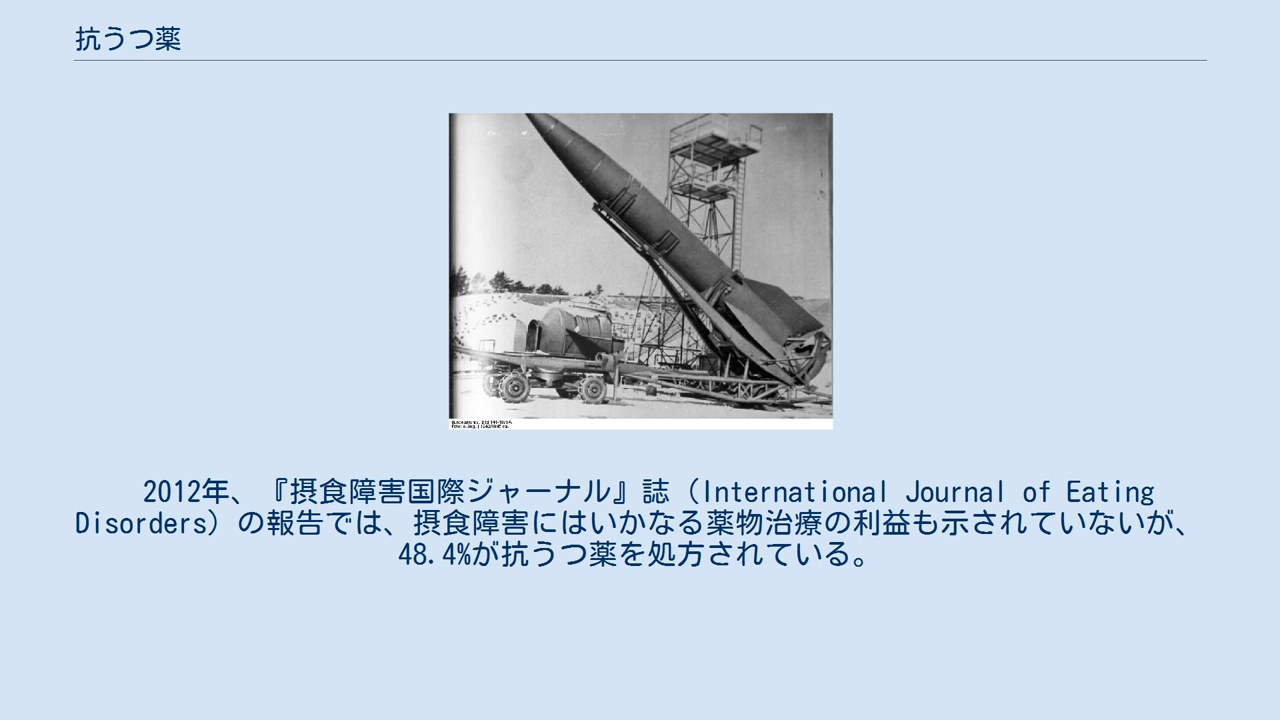 抗うつ薬
2012年、『摂食障害国際ジャーナル』誌（International Journal of Eating
Disorders）の報告では、摂食障害にはいかなる薬物治療の利益も示されていないが、
48.4%が抗うつ薬を処方されている。